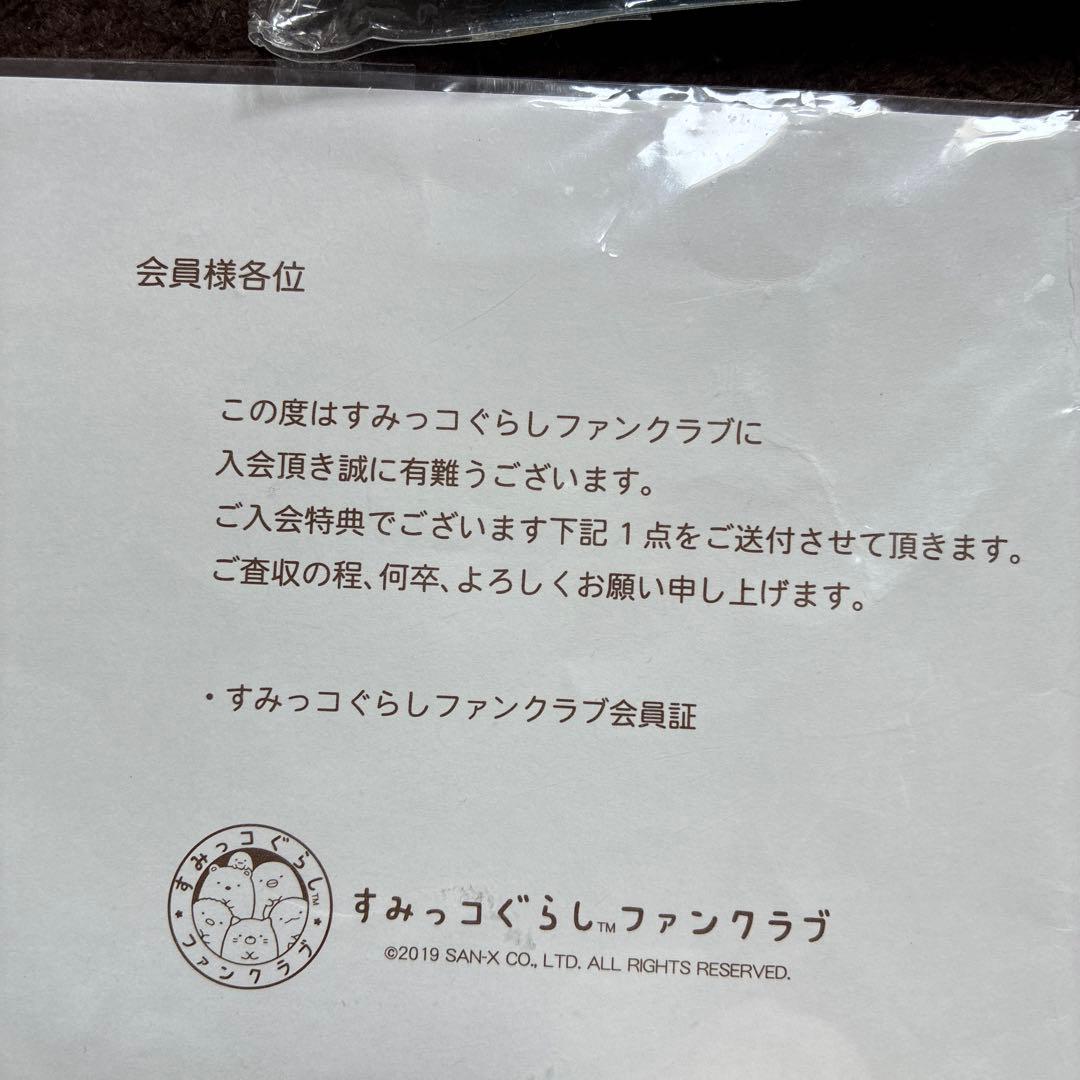 会員様各位
この度はすみっコぐらしファンクラブに
入会頂き誠に有難うございます。
ご入会特典でございます下記1点をご送付させて頂きます。
ご査収の程、何卒、よろしくお願い申し上げます。
・すみっコぐらしファンクラブ会員証
すみっコぐらし™
ファンクラブ
すみっコぐらし™ファンクラブ
©2019 SAN-X CO., LTD. ALL RIGHTS RESERVED.